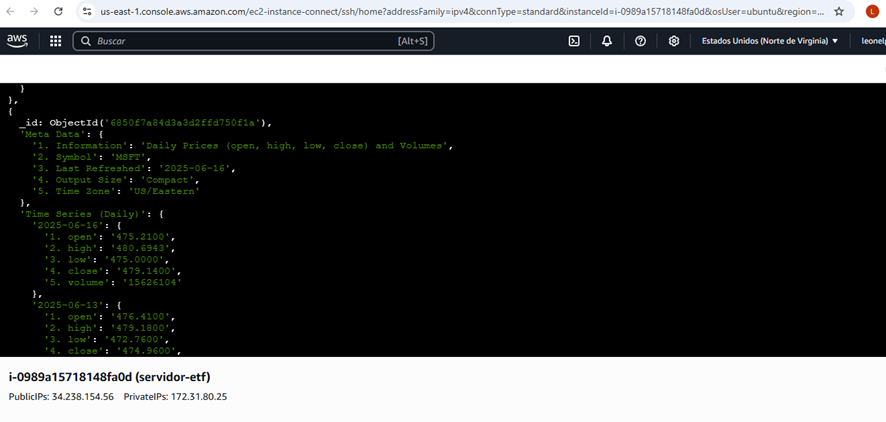 us-east-1.console.aws.amazon.com/ec2-instance-connect/ssh/home?addressFamily=ipv4&connType=standard&instanceId=i-0989a15718148fa0d&osUser=ubuntu&region=...
L
aws
Buscar
[Alt+S]
Estados Unidos (Norte de Virginia)
leonelp
}
},
{
_id: ObjectId('6850f7a84d3a3d2ffd750f1a'),
'Meta Data': {
'1. Information': 'Daily Prices (open, high, low, close) and Volumes',
'2. Symbol': 'MSFT',
'3. Last Refreshed': '2025-06-16',
'4. Output Size': 'Compact',
'5. Time Zone': 'US/Eastern'
},
'Time Series (Daily)': {
'2025-06-16': {
'1. open': '475.2100',
'2. high': '480.6943',
'3. low': '475.0000',
'4. close': '479.1400',
'5. volume': '15626104'
},
'2025-06-13': {
'1. open': '476.4100',
'2. high': '479.1800',
'3. low': '472.7600',
'4. close': '474.9600',
i-0989a15718148fa0d (servidor-etf)
PublicIPs: 34.238.154.56 PrivateIPs: 172.31.80.25